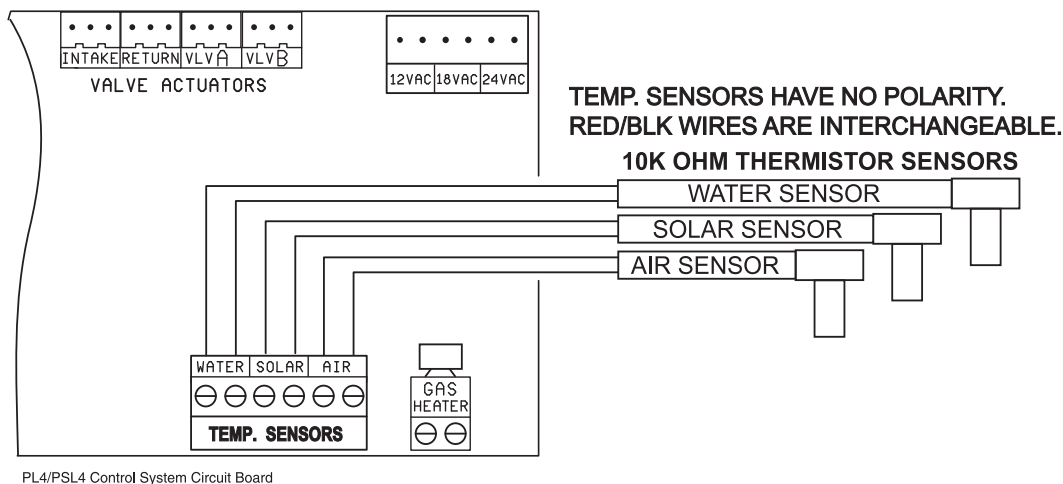 INTAKE RETURN VLVA VLVB
VALVE ACTUATORS
12VAC 18VAC 24VAC
TEMP. SENSORS HAVE NO POLARITY.
RED/BLK WIRES ARE INTERCHANGEABLE.
10K OHM THERMISTOR SENSORS
WATER SENSOR
SOLAR SENSOR
AIR SENSOR
WATER SOLAR AIR
TEMP. SENSORS
GAS
HEATER
PL4/PSL4 Control System Circuit Board